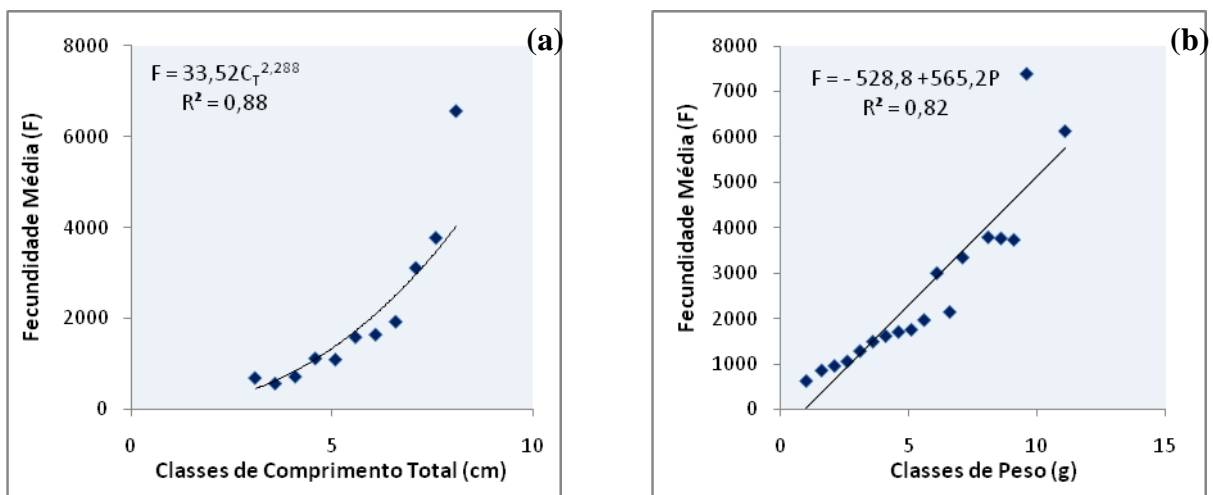 (a)
F = 33,52C_T^2,288
R² = 0,88
Fecundidade Média (F)
8000
6000
4000
2000
0
0 5 10
Classes de Comprimento Total (cm)
(b)
F = - 528,8 +565,2P
R² = 0,82
Fecundidade Média (F)
8000
7000
6000
5000
4000
3000
2000
1000
0
0 5 10 15
Classes de Peso (g)